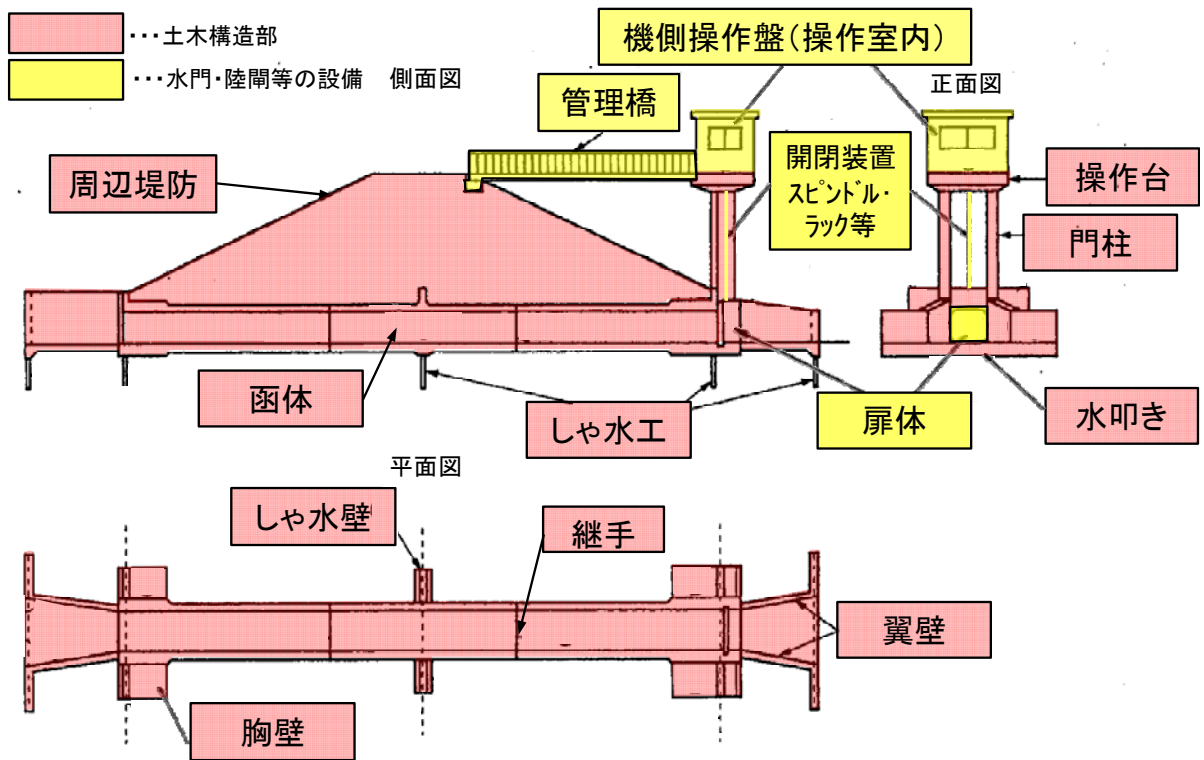 ・・・土木構造部
・・・水門・陸閘等の設備
側面図
機側操作盤(操作室内)
正面図
管理橋
周辺堤防
開閉装置
スピンドル・
ラック等
操作台
門柱
函体
しゃ水工
扉体
水叩き
平面図
しゃ水壁
継手
翼壁
胸壁